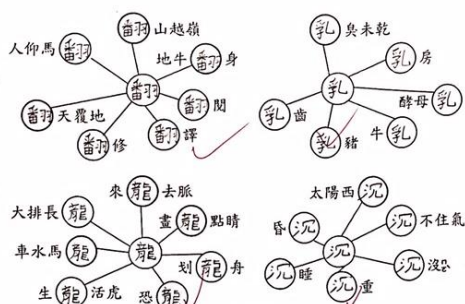 翻山越嶺
人仰馬翻
地牛翻身
翻
翻天覆地
翻閱
翻修
翻譯
乳臭未乾
乳房
乳
酵母乳
乳齒
牛乳
乳豬
來龍去脈
大排長龍
畫龍點睛
車水馬龍
龍
划龍舟
生龍活虎
恐龍
太陽西沉
昏沉
沉不住氣
沉
沉睡
沉重